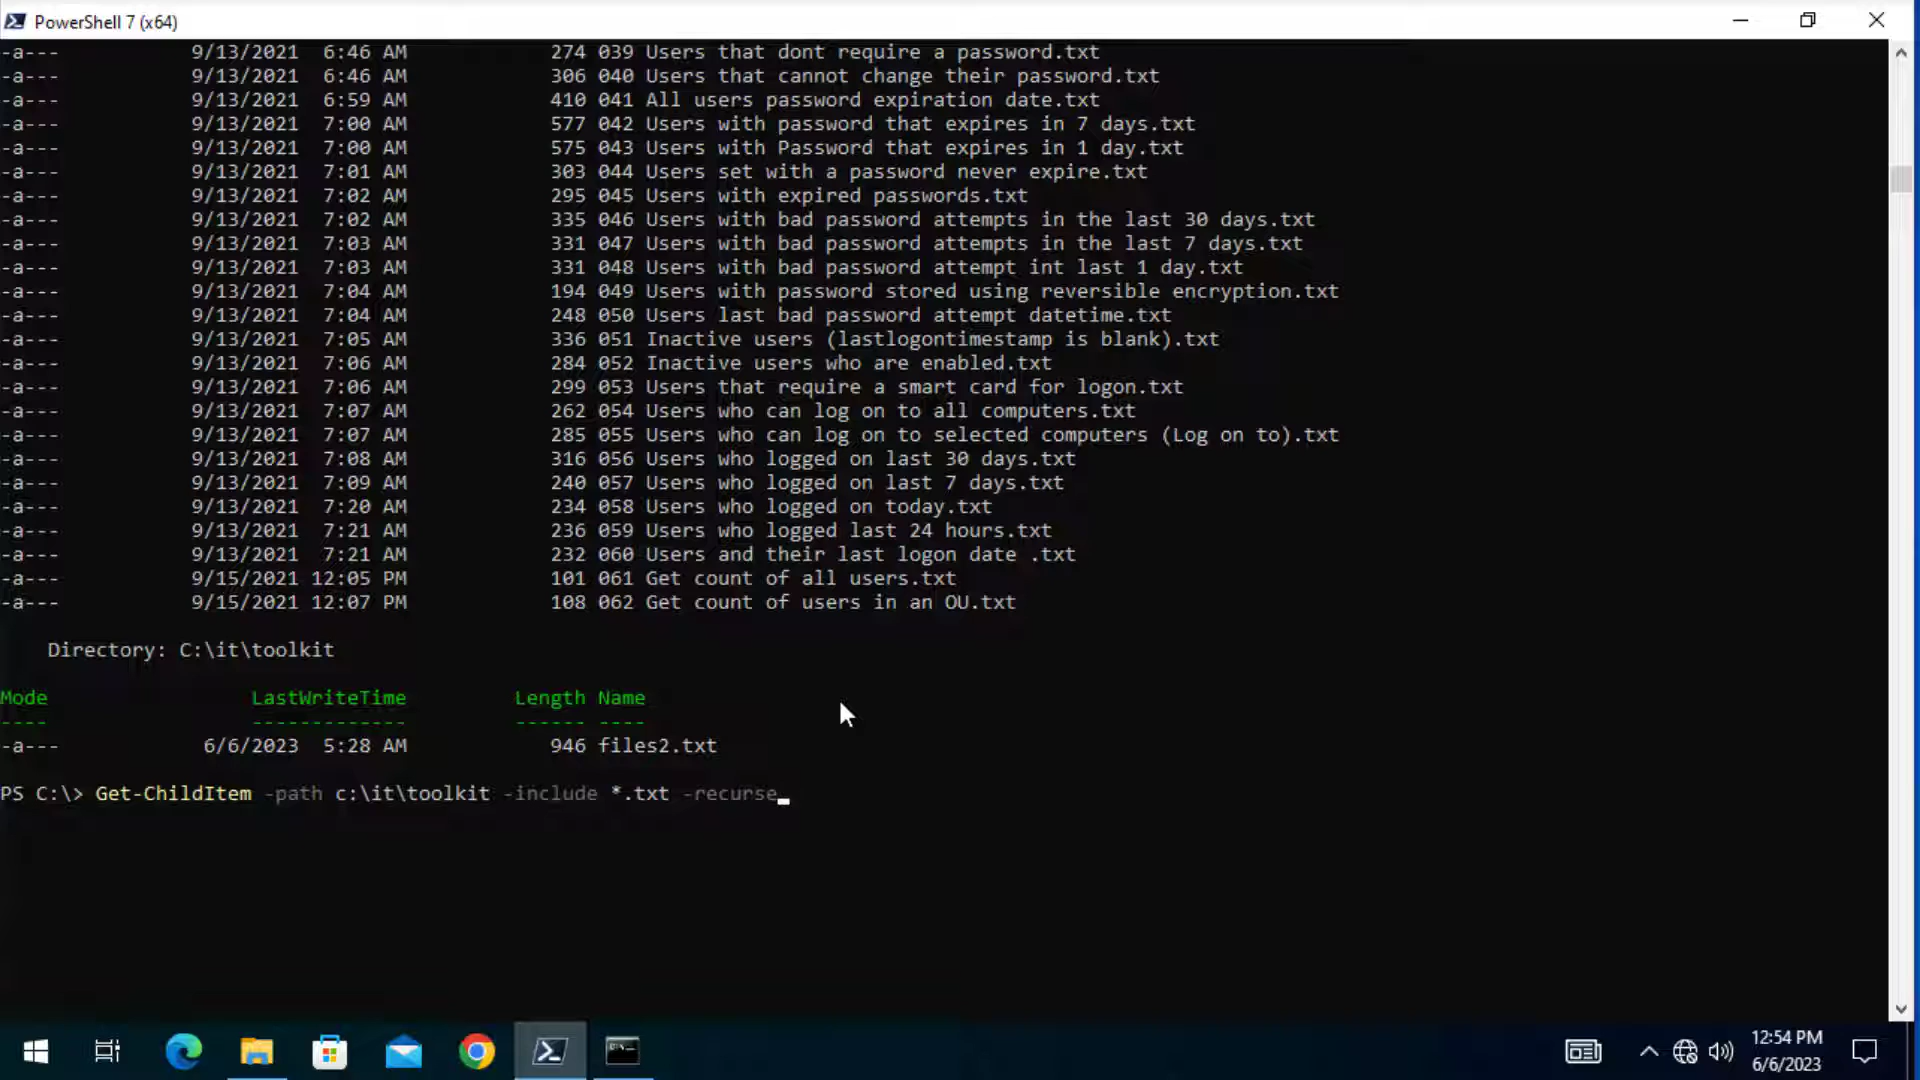 PowerShell 7 (x64)
-a--- 9/13/2021 6:46 AM 274 039 Users that dont require a password.txt
-a--- 9/13/2021 6:46 AM 306 040 Users that cannot change their password.txt
-a--- 9/13/2021 6:59 AM 410 041 All users password expiration date.txt
-a--- 9/13/2021 7:00 AM 577 042 Users with password that expires in 7 days.txt
-a--- 9/13/2021 7:00 AM 575 043 Users with Password that expires in 1 day.txt
-a--- 9/13/2021 7:01 AM 303 044 Users set with a password never expire.txt
-a--- 9/13/2021 7:02 AM 295 045 Users with expired passwords.txt
-a--- 9/13/2021 7:02 AM 335 046 Users with bad password attempts in the last 30 days.txt
-a--- 9/13/2021 7:03 AM 331 047 Users with bad password attempts in the last 7 days.txt
-a--- 9/13/2021 7:03 AM 331 048 Users with bad password attempt int last 1 day.txt
-a--- 9/13/2021 7:04 AM 194 049 Users with password stored using reversible encryption.txt
-a--- 9/13/2021 7:04 AM 248 050 Users last bad password attempt datetime.txt
-a--- 9/13/2021 7:05 AM 336 051 Inactive users (lastlogontimestamp is blank).txt
-a--- 9/13/2021 7:06 AM 284 052 Inactive users who are enabled.txt
-a--- 9/13/2021 7:06 AM 299 053 Users that require a smart card for logon.txt
-a--- 9/13/2021 7:07 AM 262 054 Users who can log on to all computers.txt
-a--- 9/13/2021 7:07 AM 285 055 Users who can log on to selected computers (Log on to).txt
-a--- 9/13/2021 7:08 AM 316 056 Users who logged on last 30 days.txt
-a--- 9/13/2021 7:09 AM 240 057 Users who logged on last 7 days.txt
-a--- 9/13/2021 7:20 AM 234 058 Users who logged on today.txt
-a--- 9/13/2021 7:21 AM 236 059 Users who logged last 24 hours.txt
-a--- 9/13/2021 7:21 AM 232 060 Users and their last logon date .txt
-a--- 9/15/2021 12:05 PM 101 061 Get count of all users.txt
-a--- 9/15/2021 12:07 PM 108 062 Get count of users in an OU.txt
Directory: C:\it\toolkit
Mode LastWriteTime Length Name
---- ------------- ------ ----
-a--- 6/6/2023 5:28 AM 946 files2.txt
PS C:\> Get-ChildItem -path c:\it\toolkit -include *.txt -recurse
12:54 PM
6/6/2023